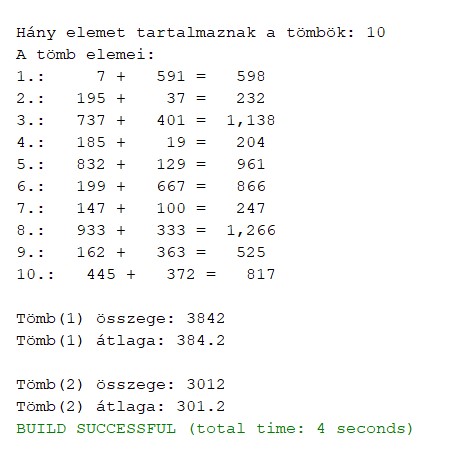 Hány elemet tartalmaznak a tömbök: 10
A tömb elemei:
1.:     7 +   591 =   598
2.:   195 +    37 =   232
3.:   737 +   401 = 1,138
4.:   185 +    19 =   204
5.:   832 +   129 =   961
6.:   199 +   667 =   866
7.:   147 +   100 =   247
8.:   933 +   333 = 1,266
9.:   162 +   363 =   525
10.:   445 +   372 =   817
Tömb(1) összege: 3842
Tömb(1) átlaga: 384.2
Tömb(2) összege: 3012
Tömb(2) átlaga: 301.2
BUILD SUCCESSFUL (total time: 4 seconds)